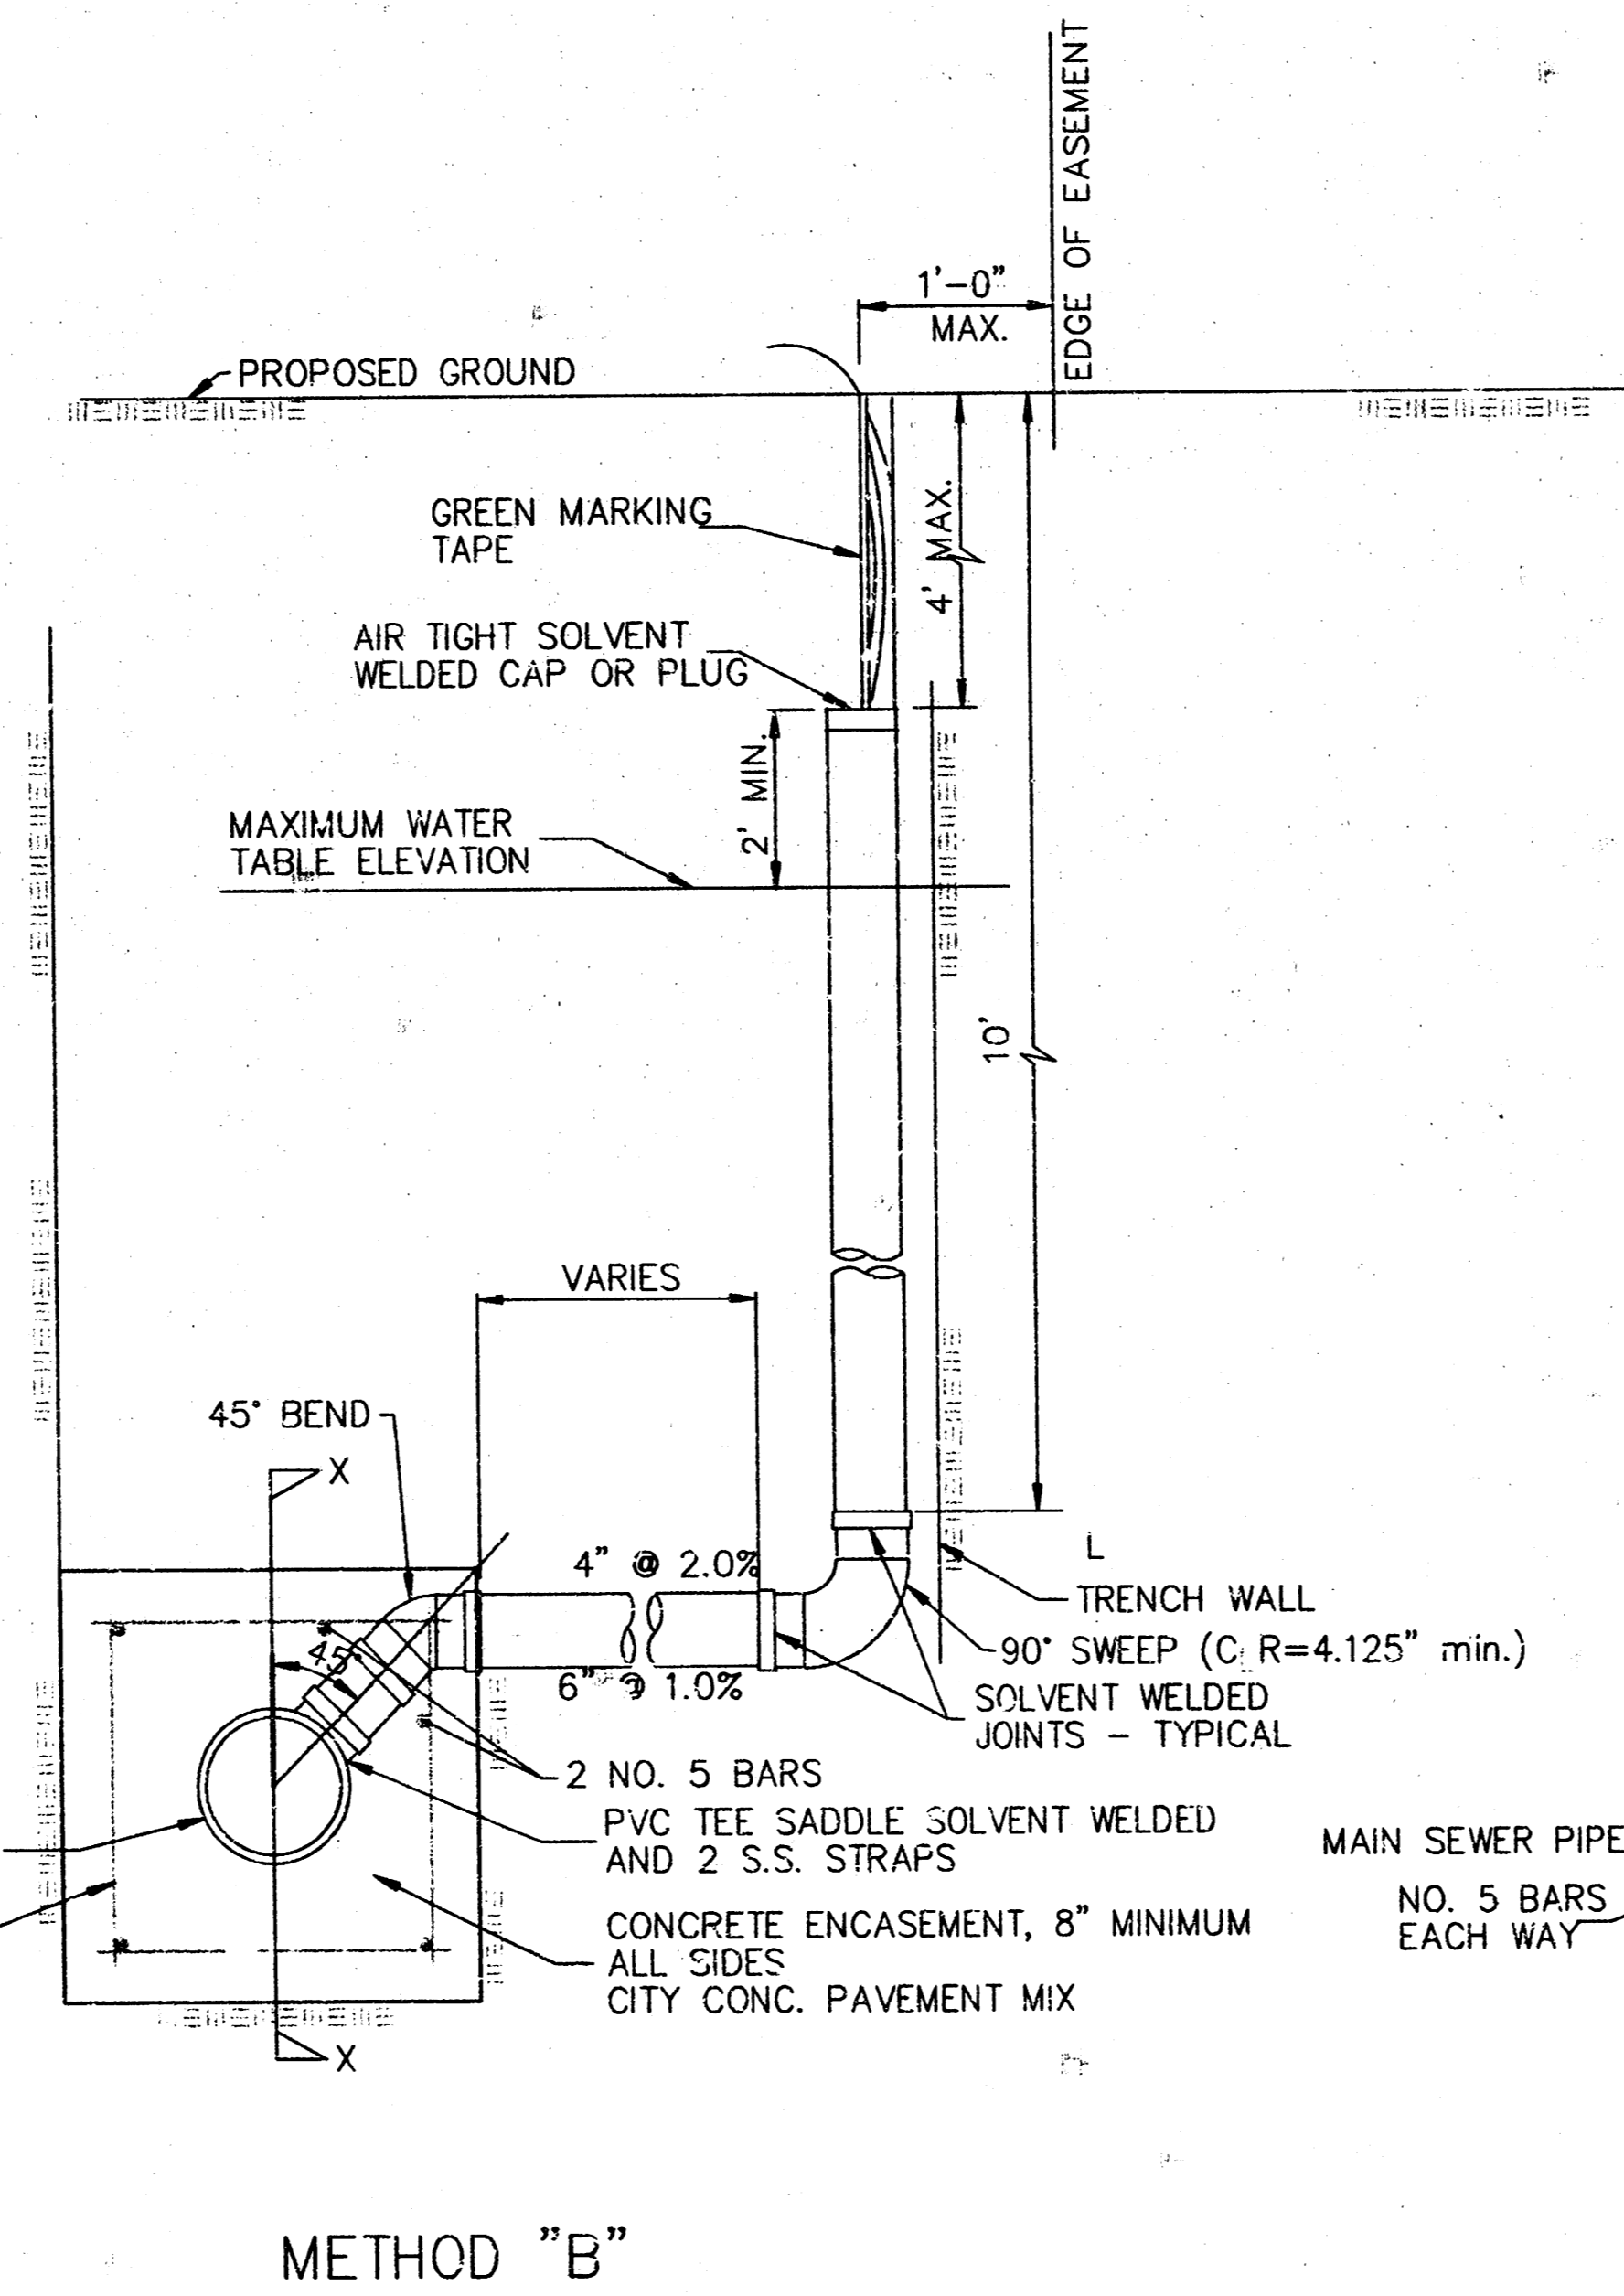 EDGE OF EASEMENT
1'-0"
MAX.
PROPOSED GROUND
GREEN MARKING
TAPE
4' MAX.
AIR TIGHT SOLVENT
WELDED CAP OR PLUG
2' MIN.
MAXIMUM WATER
TABLE ELEVATION
10'
VARIES
45° BEND
X
4" @ 2.0%
L
TRENCH WALL
45°
90° SWEEP (C R=4.125" min.)
6" @ 1.0%
SOLVENT WELDED
JOINTS - TYPICAL
2 NO. 5 BARS
PVC TEE SADDLE SOLVENT WELDED
AND 2 S.S. STRAPS
MAIN SEWER PIPE
NO. 5 BARS
EACH WAY
CONCRETE ENCASEMENT, 8" MINIMUM
ALL SIDES
CITY CONC. PAVEMENT MIX
X
METHOD "B"